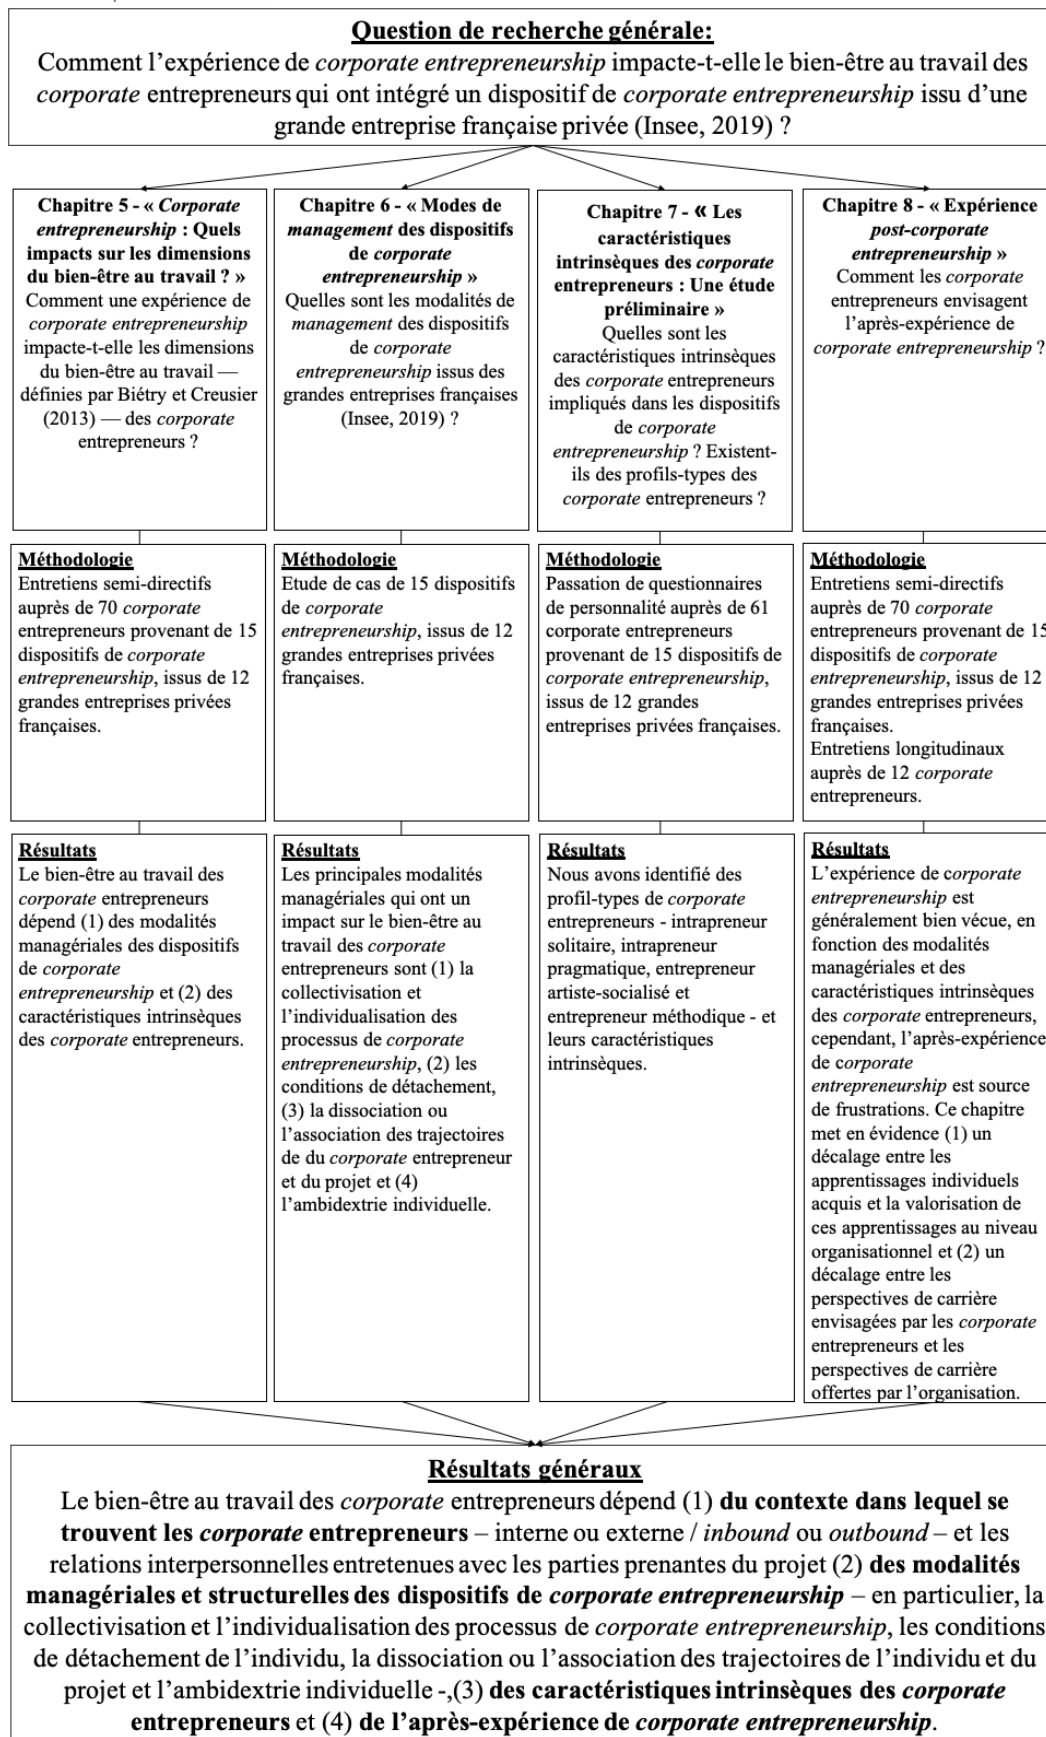 Question de recherche générale:
Comment l'expérience de corporate entrepreneurship impacte-t-elle le bien-être au travail des
corporate entrepreneurs qui ont intégré un dispositif de corporate entrepreneurship issu d'une
grande entreprise française privée (Insee, 2019) ?
Chapitre 5 - « Corporate
entrepreneurship : Quels
impacts sur les dimensions
du bien-être au travail ? »
Comment une expérience de
corporate entrepreneurship
impacte-t-elle les dimensions
du bien-être au travail —
définies par Biétry et Creusier
(2013) — des corporate
entrepreneurs ?
Chapitre 6 - « Modes de
management des dispositifs
de corporate
entrepreneurship »
Quelles sont les modalités de
management des dispositifs
de corporate
entrepreneurship issus des
grandes entreprises françaises
(Insee, 2019) ?
Chapitre 7 - « Les
caractéristiques
intrinsèques des corporate
entrepreneurs : Une étude
préliminaire »
Quelles sont les
caractéristiques intrinsèques
des corporate entrepreneurs
impliqués dans les dispositifs
de corporate
entrepreneurship ? Existent-
ils des profils-types des
corporate entrepreneurs ?
Chapitre 8 - « Expérience
post-corporate
entrepreneurship »
Comment les corporate
entrepreneurs envisagent
l'après-expérience de
corporate entrepreneurship ?
Méthodologie
Entretiens semi-directifs
auprès de 70 corporate
entrepreneurs provenant de 15
dispositifs de corporate
entrepreneurship, issus de 12
grandes entreprises privées
françaises.
Méthodologie
Etude de cas de 15 dispositifs
de corporate
entrepreneurship, issus de 12
grandes entreprises privées
françaises.
Méthodologie
Passation de questionnaires
de personnalité auprès de 61
corporate entrepreneurs
provenant de 15 dispositifs de
corporate entrepreneurship,
issus de 12 grandes
entreprises privées françaises.
Méthodologie
Entretiens semi-directifs
auprès de 70 corporate
entrepreneurs provenant de 15
dispositifs de corporate
entrepreneurship, issus de 12
grandes entreprises privées
françaises.
Entretiens longitudinaux
auprès de 12 corporate
entrepreneurs.
Résultats
Le bien-être au travail des
corporate entrepreneurs
dépend (1) des modalités
managériales des dispositifs
de corporate
entrepreneurship et (2) des
caractéristiques intrinsèques
des corporate entrepreneurs.
Résultats
Les principales modalités
managériales qui ont un
impact sur le bien-être au
travail des corporate
entrepreneurs sont (1) la
collectivisation et
l'individualisation des
processus de corporate
entrepreneurship, (2) les
conditions de détachement,
(3) la dissociation ou
l'association des trajectoires
de du corporate entrepreneur
et du projet et (4)
l'ambidextrie individuelle.
Résultats
Nous avons identifié des
profil-types de corporate
entrepreneurs - intrapreneur
solitaire, intrapreneur
pragmatique, entrepreneur
artiste-socialisé et
entrepreneur méthodique - et
leurs caractéristiques
intrinsèques.
Résultats
L'expérience de corporate
entrepreneurship est
généralement bien vécue, en
fonction des modalités
managériales et des
caractéristiques intrinsèques
des corporate entrepreneurs,
cependant, l'après-expérience
de corporate
entrepreneurship est source
de frustrations. Ce chapitre
met en évidence (1) un
décalage entre les
apprentissages individuels
acquis et la valorisation de
ces apprentissages au niveau
organisationnel et (2) un
décalage entre les
perspectives de carrière
envisagées par les corporate
entrepreneurs et les
perspectives de carrière
offertes par l'organisation.
Résultats généraux
Le bien-être au travail des corporate entrepreneurs dépend (1) du contexte dans lequel se
trouvent les corporate entrepreneurs – interne ou externe / inbound ou outbound – et les
relations interpersonnelles entretenues avec les parties prenantes du projet (2) des modalités
managériales et structurelles des dispositifs de corporate entrepreneurship – en particulier, la
collectivisation et l'individualisation des processus de corporate entrepreneurship, les conditions
de détachement de l'individu, la dissociation ou l'association des trajectoires de l'individu et du
projet et l'ambidextrie individuelle -,(3) des caractéristiques intrinsèques des corporate
entrepreneurs et (4) de l'après-expérience de corporate entrepreneurship.